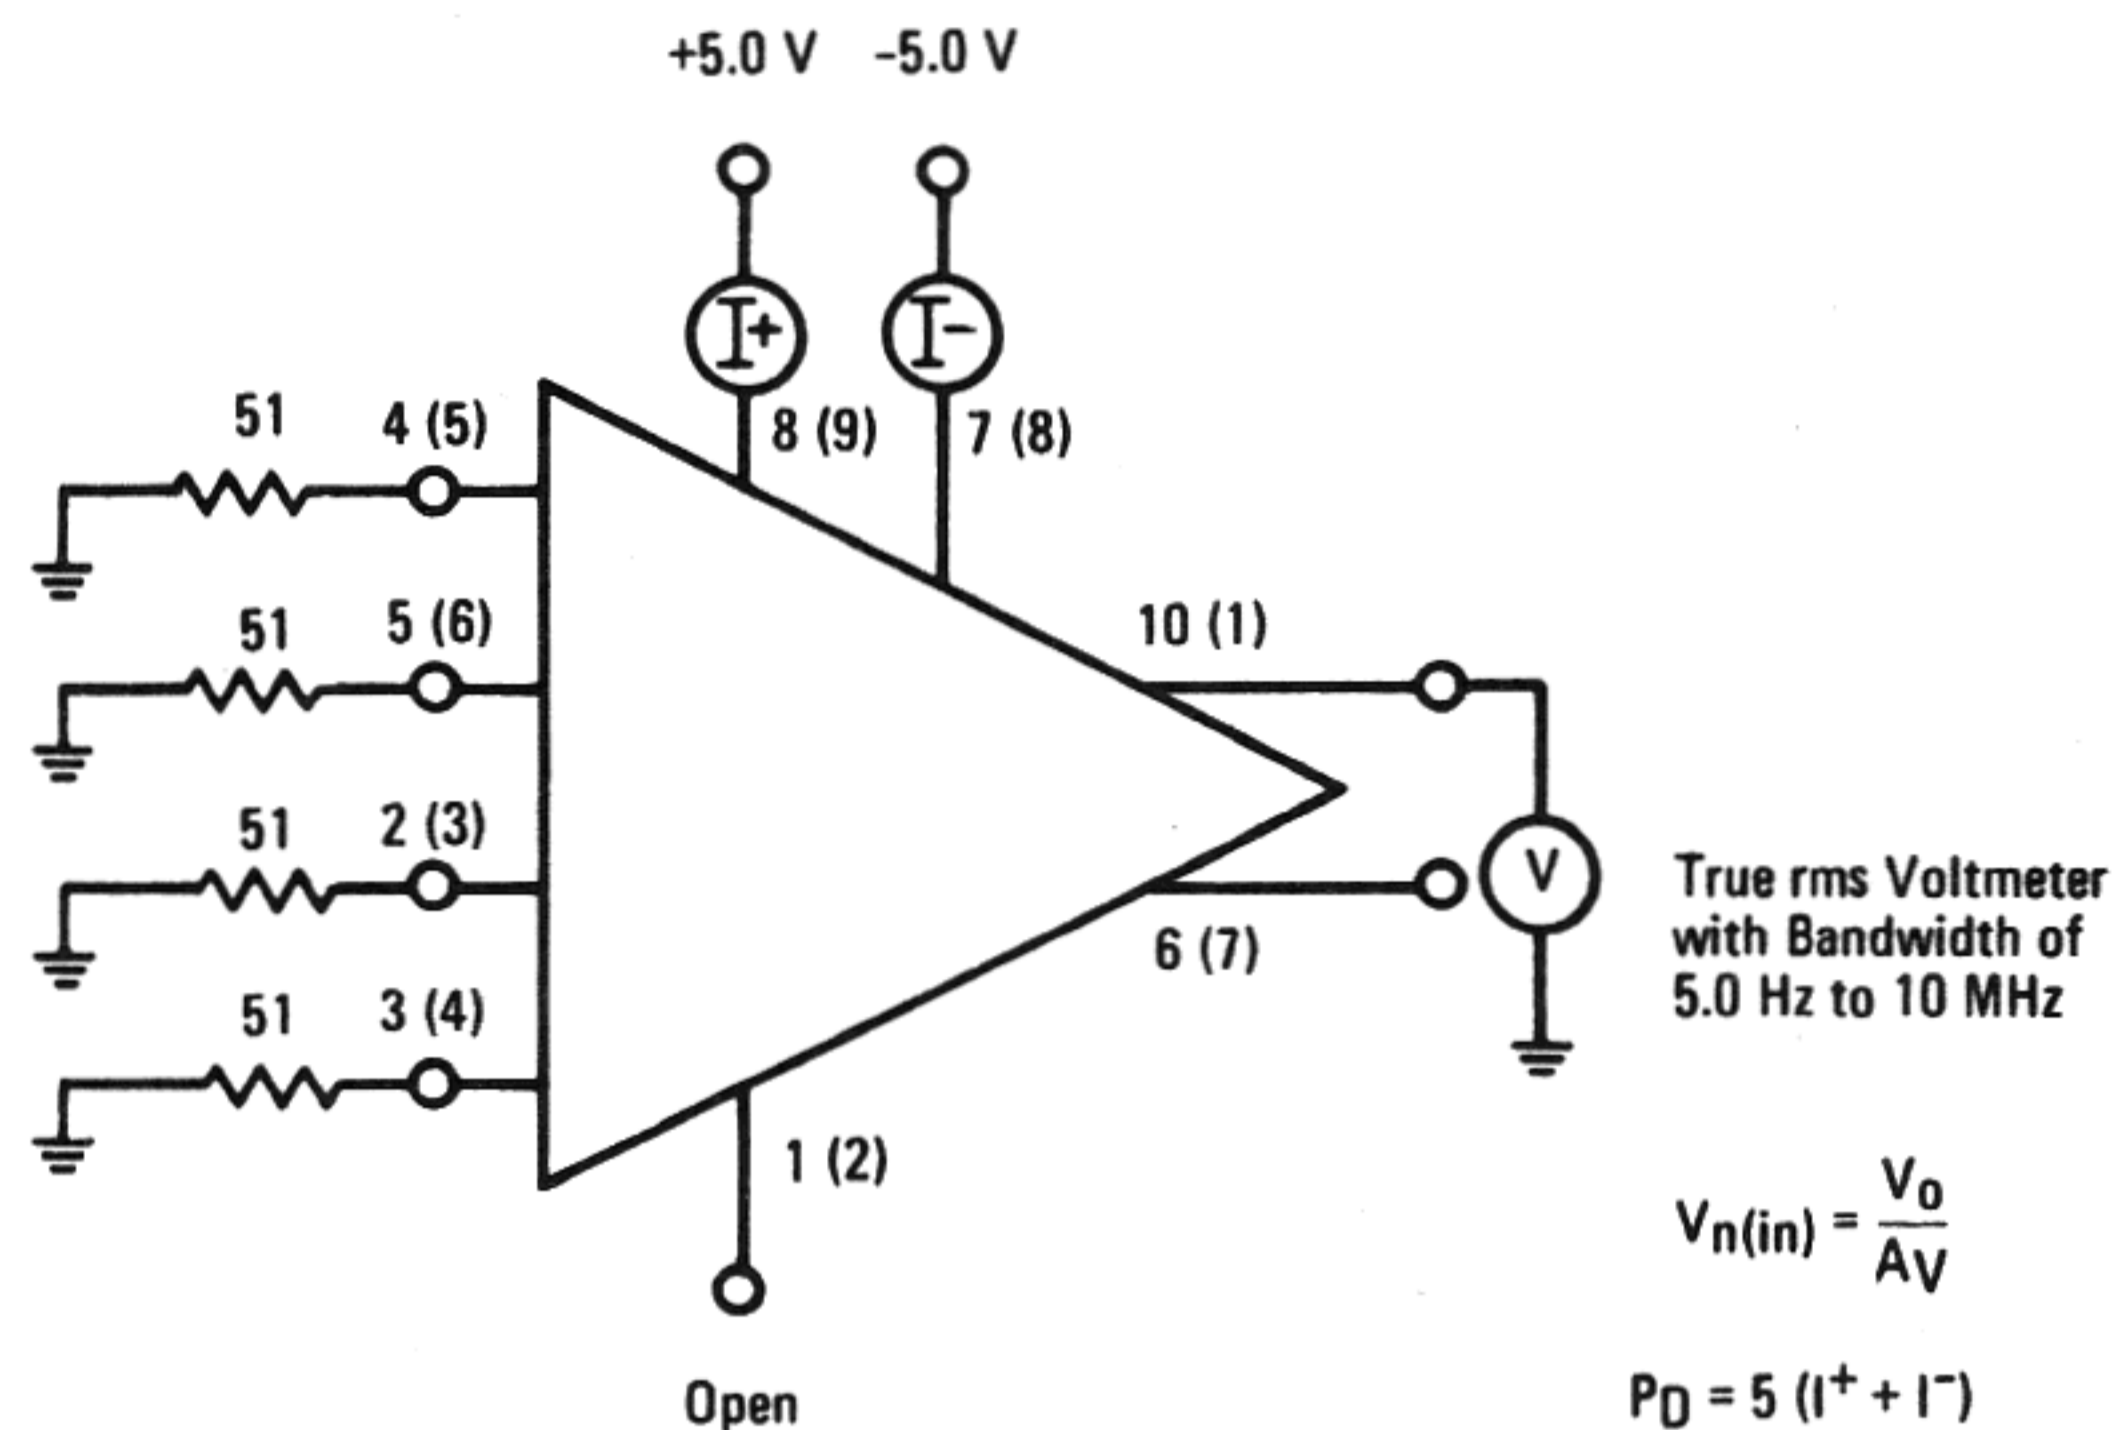 +5.0 V -5.0 V
I+ I-
8 (9) 7 (8)
51 4 (5)
51 5 (6)
10 (1)
51 2 (3)
6 (7)
V
True rms Voltmeter
with Bandwidth of
5.0 Hz to 10 MHz
51 3 (4)
1 (2)
Open
Vn(in) = Vo/AV
PD = 5 (I⁺ + I⁻)